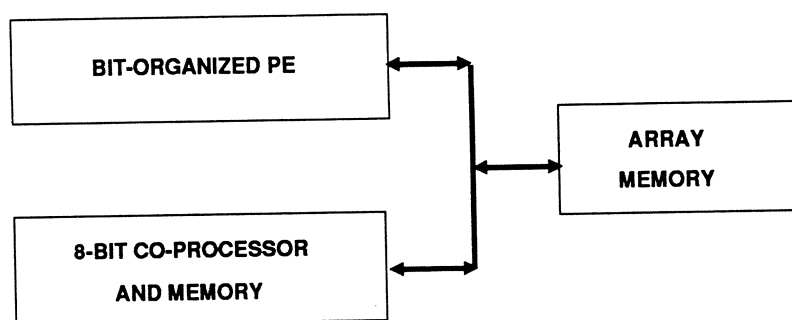 BIT-ORGANIZED PE
ARRAY
MEMORY
8-BIT CO-PROCESSOR
AND MEMORY